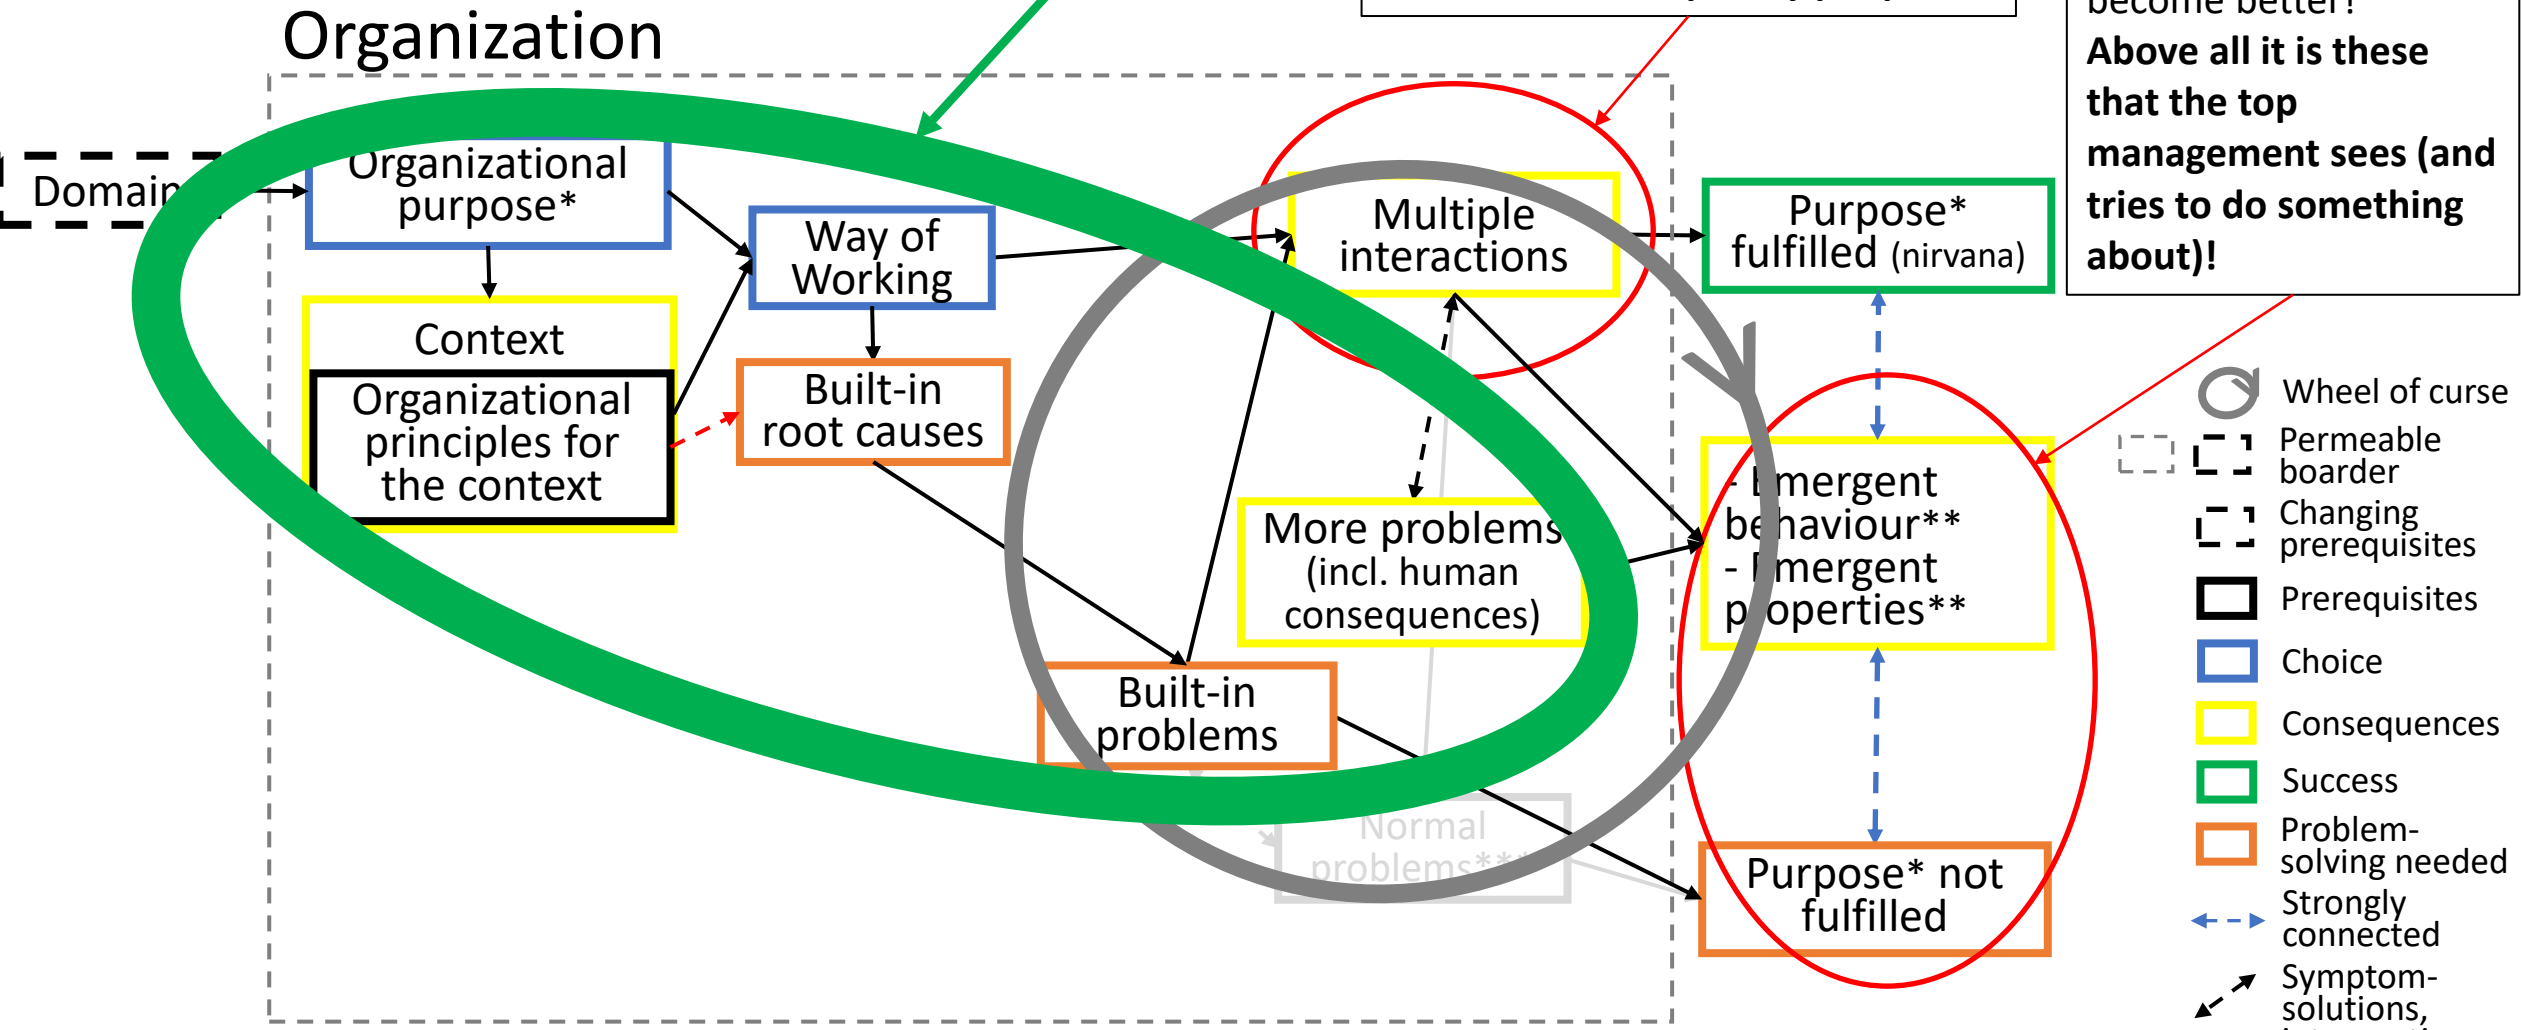 Organization
become better!
Above all it is these
that the top
management sees (and
tries to do something
about)!
Domain
Organizational
purpose*
Way of
Working
Multiple
interactions
Purpose*
fulfilled (nirvana)
Context
Organizational
principles for
the context
Built-in
root causes
More problems
(incl. human
consequences)
- Emergent
behaviour**
- Emergent
properties**
Built-in
problems
Normal
problems***
Purpose* not
fulfilled
Wheel of curse
Permeable
boarder
Changing
prerequisites
Prerequisites
Choice
Consequences
Success
Problem-
solving needed
Strongly
connected
Symptom-
solutions,